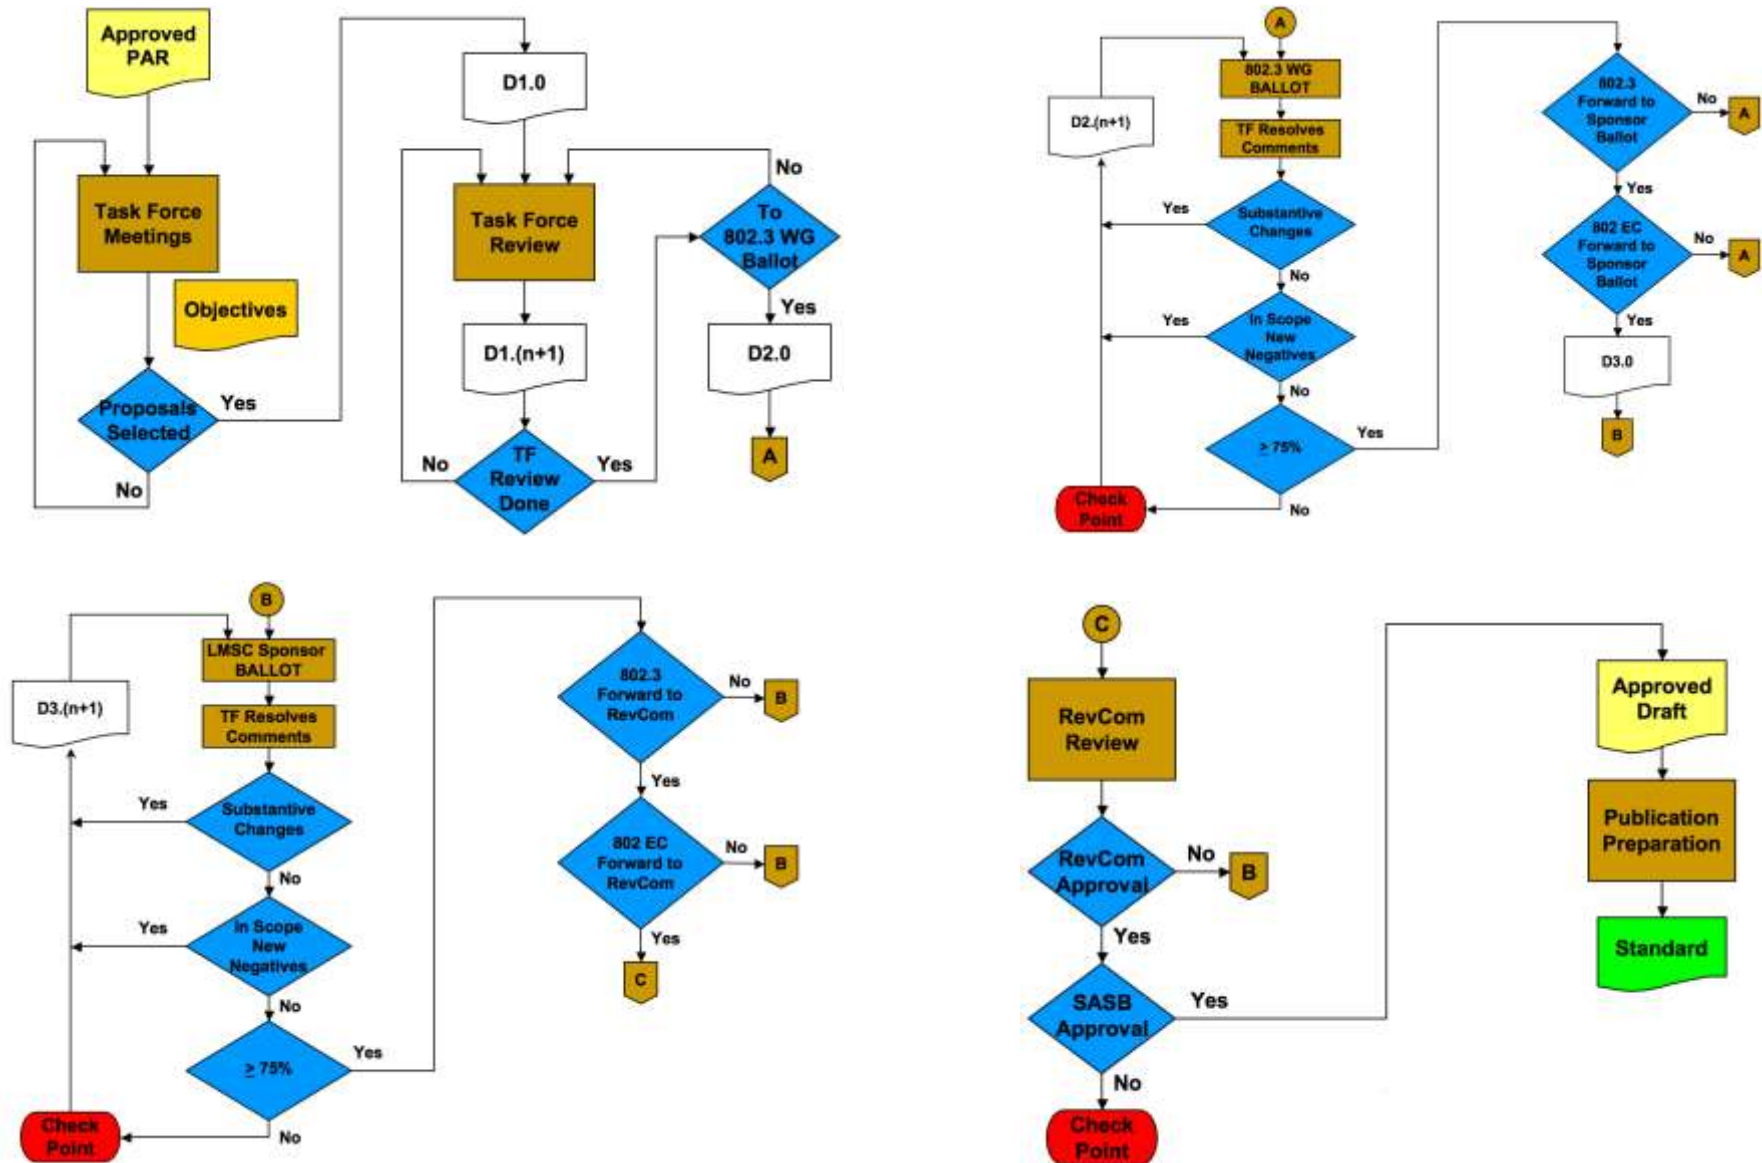 Approved
PAR
Task Force
Meetings
Objectives
Proposals
Selected
Yes
No
D1.0
Task Force
Review
D1.(n+1)
TF
Review
Done
No
Yes
To
802.3 WG
Ballot
No
Yes
D2.0
A
A
802.3 WG
BALLOT
TF Resolves
Comments
D2.(n+1)
Substantive
Changes
Yes
No
In Scope
New
Negatives
Yes
No
≥ 75%
Yes
No
Check
Point
802.3
Forward to
Sponsor
Ballot
No
A
Yes
802 EC
Forward to
Sponsor
Ballot
No
A
Yes
D3.0
B
B
LMSC Sponsor
BALLOT
TF Resolves
Comments
D3.(n+1)
Substantive
Changes
Yes
No
In Scope
New
Negatives
Yes
No
≥ 75%
Yes
No
Check
Point
802.3
Forward to
RevCom
No
B
Yes
802 EC
Forward to
RevCom
No
B
Yes
C
C
RevCom
Review
RevCom
Approval
No
B
Yes
SASB
Approval
Yes
No
Check
Point
Approved
Draft
Publication
Preparation
Standard